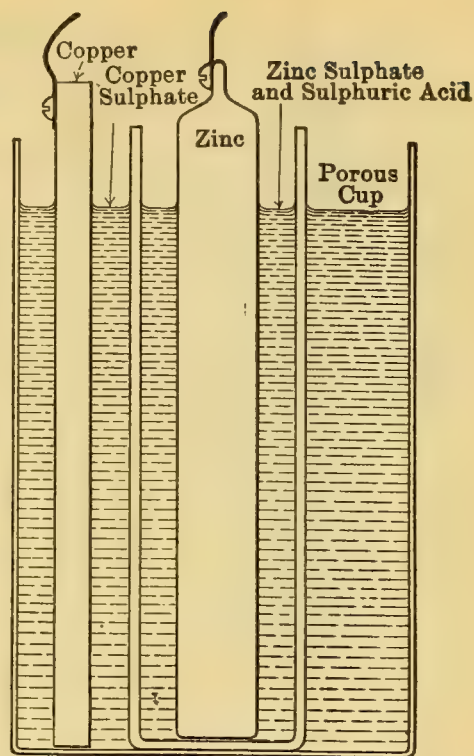 Copper
Copper
Sulphate
Zinc
Zinc Sulphate
and Sulphuric Acid
Porous
Cup